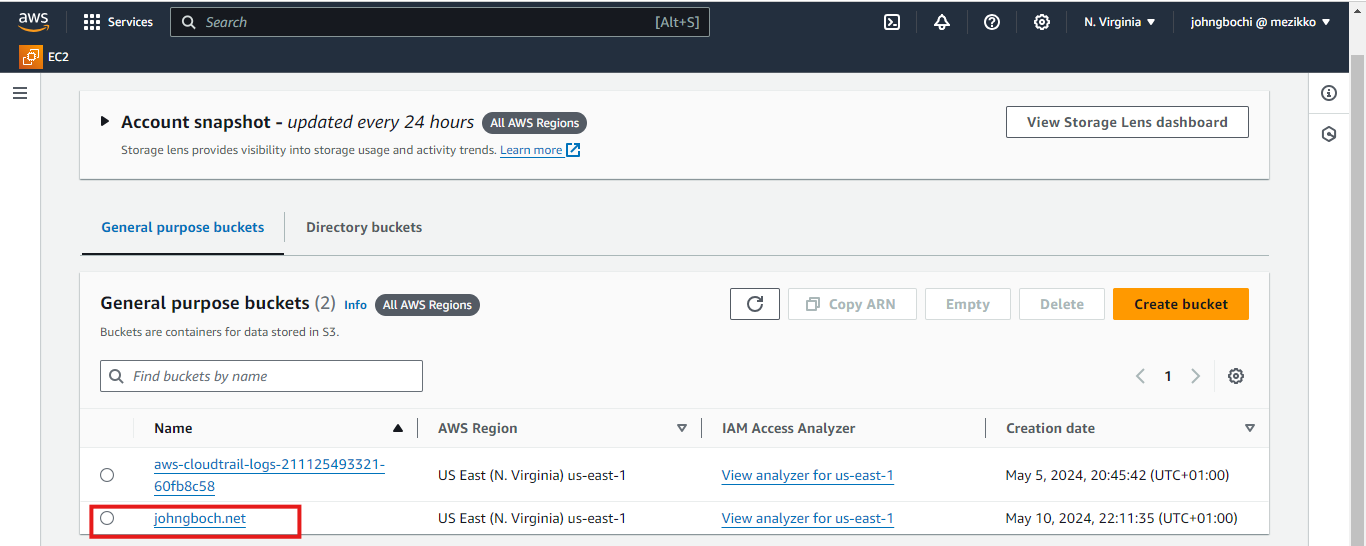 aws
Services
Search
[Alt+S]
N. Virginia
johngbochi @ mezikko
EC2
Account snapshot - updated every 24 hours
All AWS Regions
View Storage Lens dashboard
Storage lens provides visibility into storage usage and activity trends. Learn more
General purpose buckets
Directory buckets
General purpose buckets (2)
Info
All AWS Regions
Copy ARN
Empty
Delete
Create bucket
Buckets are containers for data stored in S3.
Find buckets by name
1
Name
AWS Region
IAM Access Analyzer
Creation date
aws-cloudtrail-logs-211125493321-
60fb8c58
US East (N. Virginia) us-east-1
View analyzer for us-east-1
May 5, 2024, 20:45:42 (UTC+01:00)
johngboch.net
US East (N. Virginia) us-east-1
View analyzer for us-east-1
May 10, 2024, 22:11:35 (UTC+01:00)